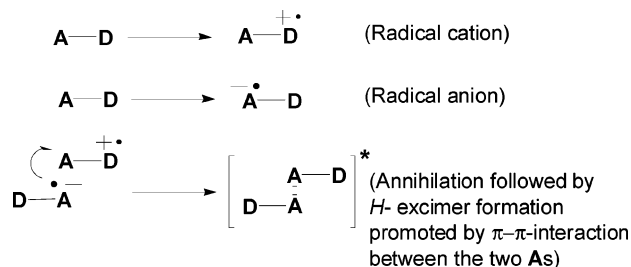 A—D → A—D+• (Radical cation)
A—D → −•A—D (Radical anion)
A—D+•
D—A•− → [ A—D
D—A ]* (Annihilation followed by
H- excimer formation
promoted by π–π-interaction
between the two As)